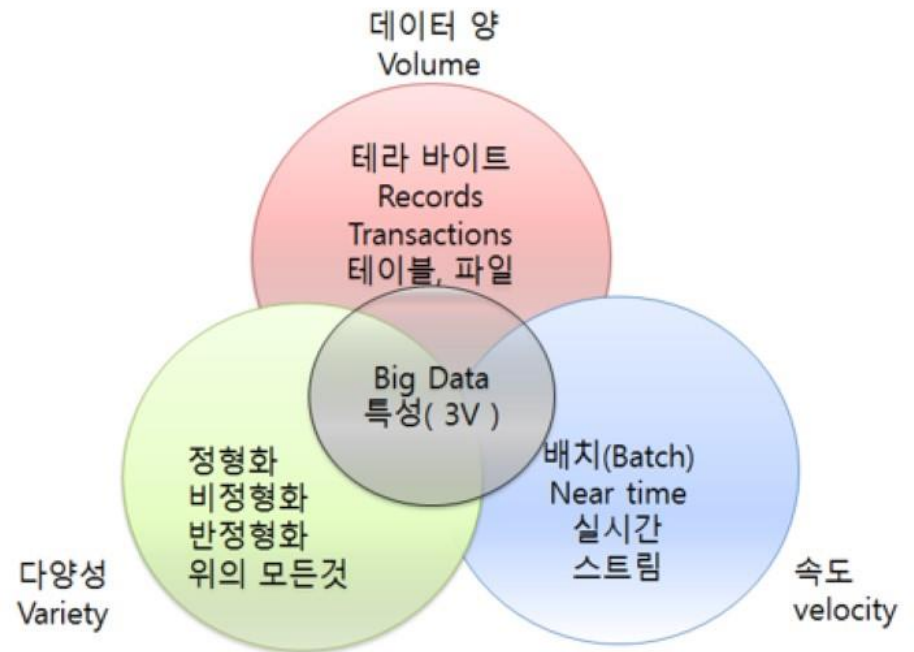 데이터 양
Volume
테라 바이트
Records
Transactions
테이블, 파일
Big Data
특성( 3V )
정형화
비정형화
반정형화
위의 모든것
배치(Batch)
Near time
실시간
스트림
다양성
Variety
속도
velocity